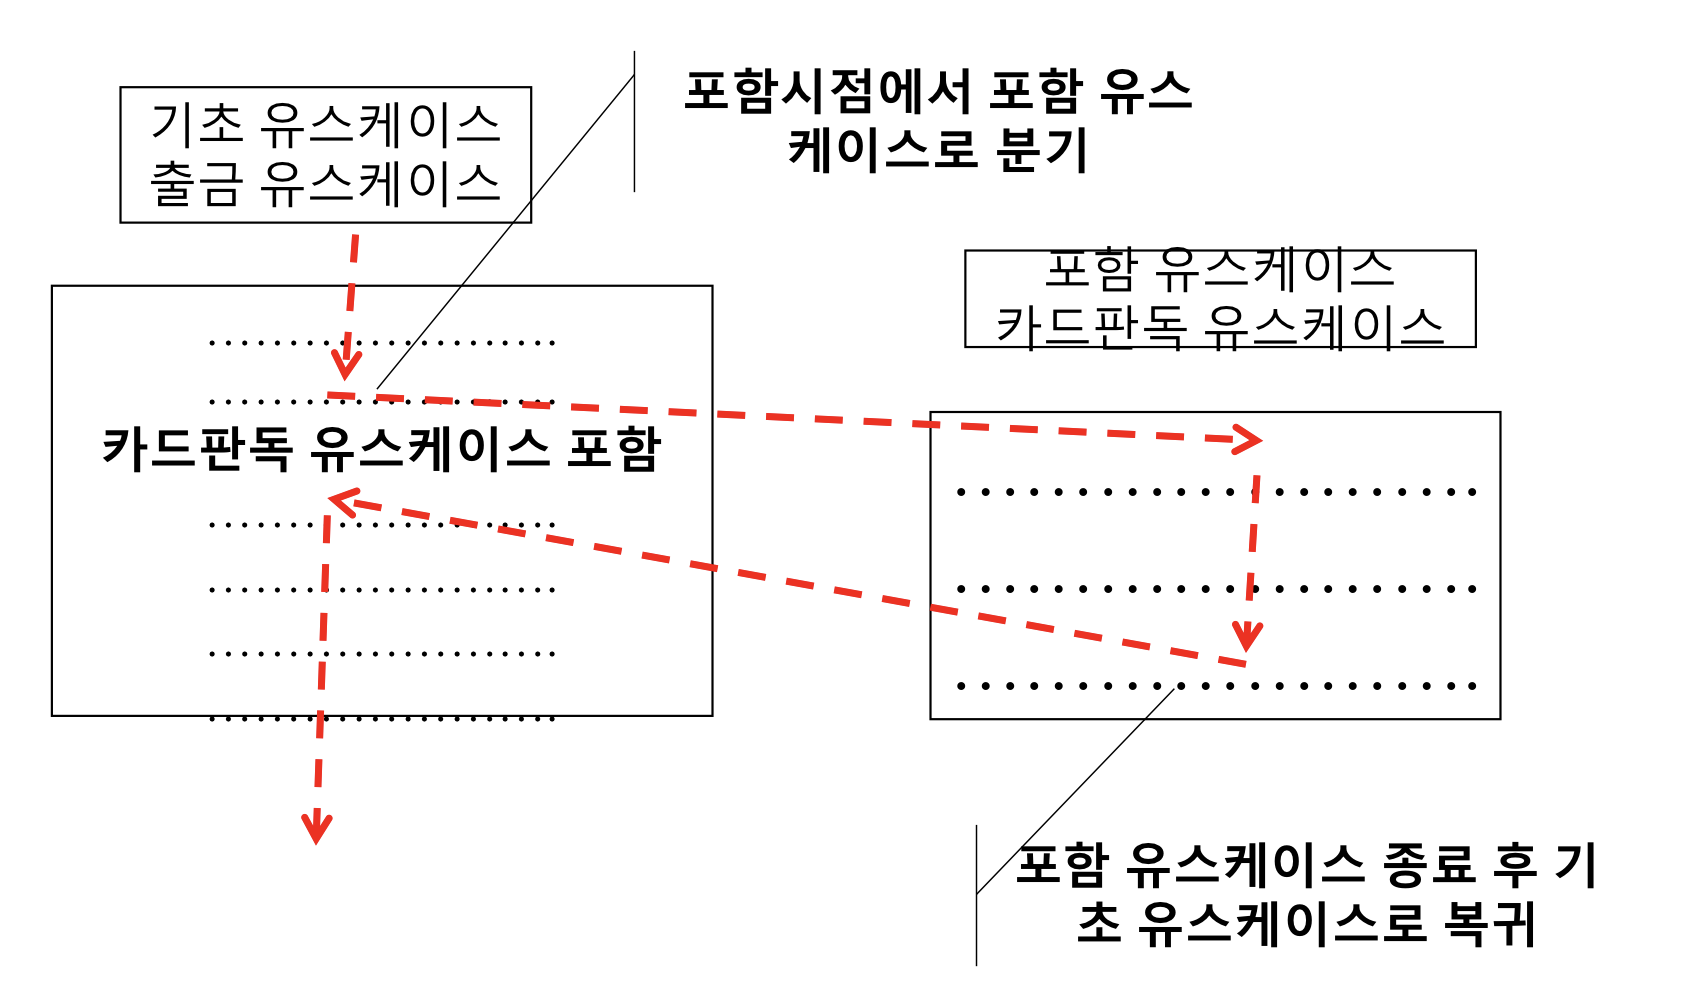 포함시점에서 포함 유스
케이스로 분기
기초 유스케이스
출금 유스케이스
포함 유스케이스
카드판독 유스케이스
카드판독 유스케이스 포함
포함 유스케이스 종료 후 기
초 유스케이스로 복귀